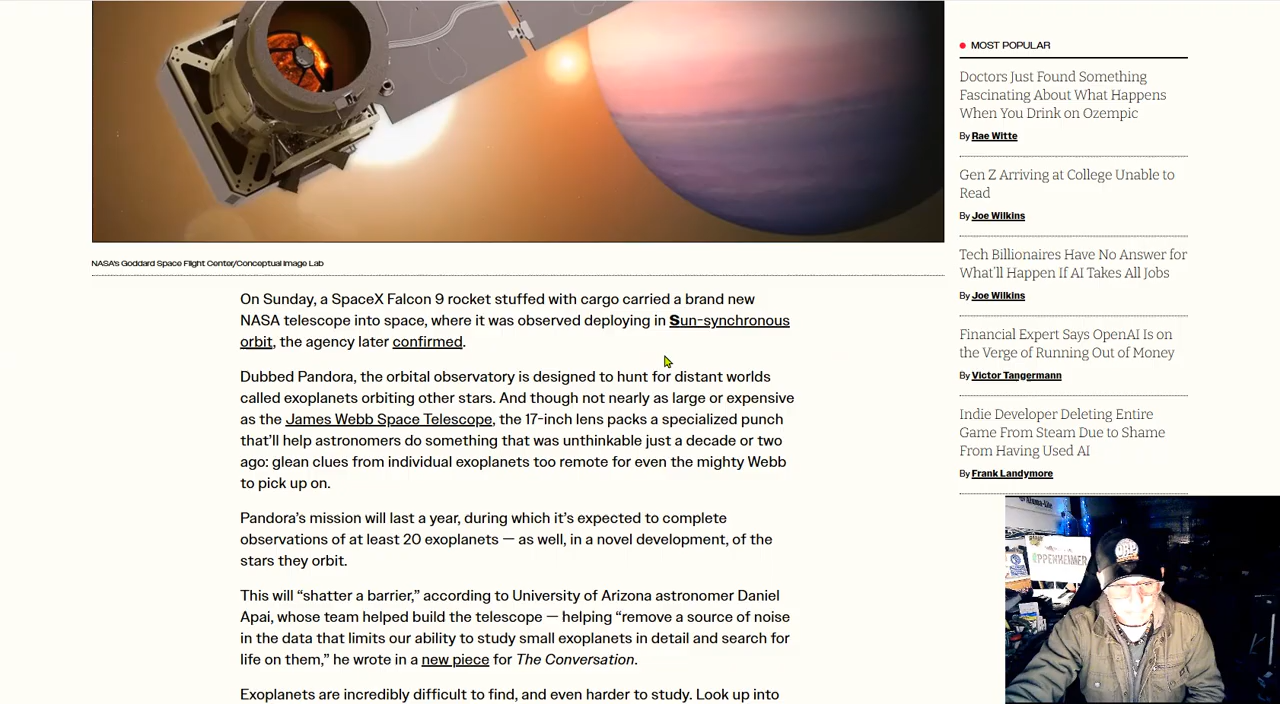 NASA's Goddard Space Flight Center/Conceptual Image Lab
On Sunday, a SpaceX Falcon 9 rocket stuffed with cargo carried a brand new
NASA telescope into space, where it was observed deploying in Sun-synchronous
orbit, the agency later confirmed.
Dubbed Pandora, the orbital observatory is designed to hunt for distant worlds
called exoplanets orbiting other stars. And though not nearly as large or expensive
as the James Webb Space Telescope, the 17-inch lens packs a specialized punch
that'll help astronomers do something that was unthinkable just a decade or two
ago: glean clues from individual exoplanets too remote for even the mighty Webb
to pick up on.
Pandora's mission will last a year, during which it's expected to complete
observations of at least 20 exoplanets — as well, in a novel development, of the
stars they orbit.
This will “shatter a barrier,” according to University of Arizona astronomer Daniel
Apai, whose team helped build the telescope — helping “remove a source of noise
in the data that limits our ability to study small exoplanets in detail and search for
life on them,” he wrote in a new piece for The Conversation.
Exoplanets are incredibly difficult to find, and even harder to study. Look up into
MOST POPULAR
Doctors Just Found Something
Fascinating About What Happens
When You Drink on Ozempic
By Rae Witte
Gen Z Arriving at College Unable to
Read
By Joe Wilkins
Tech Billionaires Have No Answer for
What'll Happen If AI Takes All Jobs
By Joe Wilkins
Financial Expert Says OpenAI Is on
the Verge of Running Out of Money
By Victor Tangermann
Indie Developer Deleting Entire
Game From Steam Due to Shame
From Having Used AI
By Frank Landymore
OPPENHEIMER